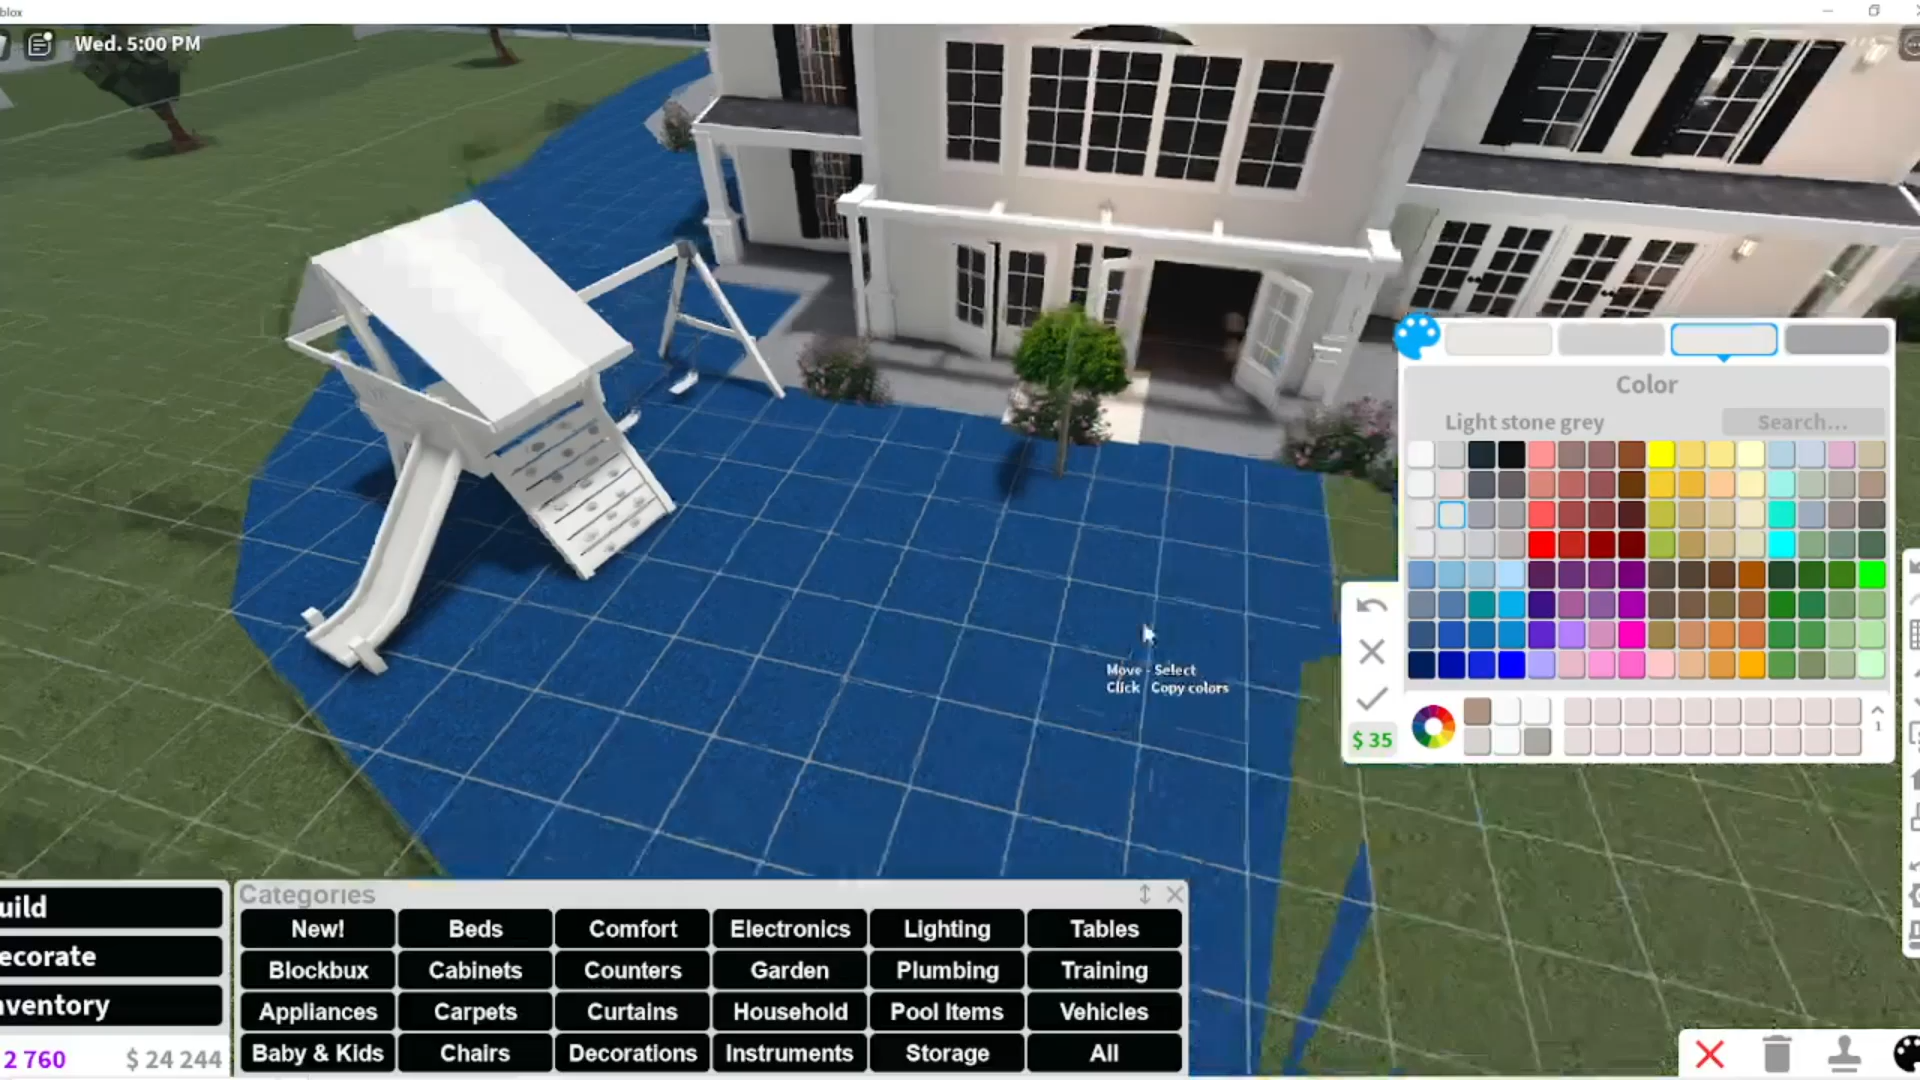 blox
Wed. 5:00 PM
Color
Light stone grey
Search...
Move - Select
Click Copy colors
$ 35
1
uild
ecorate
nventory
2 760
$ 24 244
Categories
New!
Beds
Comfort
Electronics
Lighting
Tables
Blockbux
Cabinets
Counters
Garden
Plumbing
Training
Appliances
Carpets
Curtains
Household
Pool Items
Vehicles
Baby & Kids
Chairs
Decorations
Instruments
Storage
All